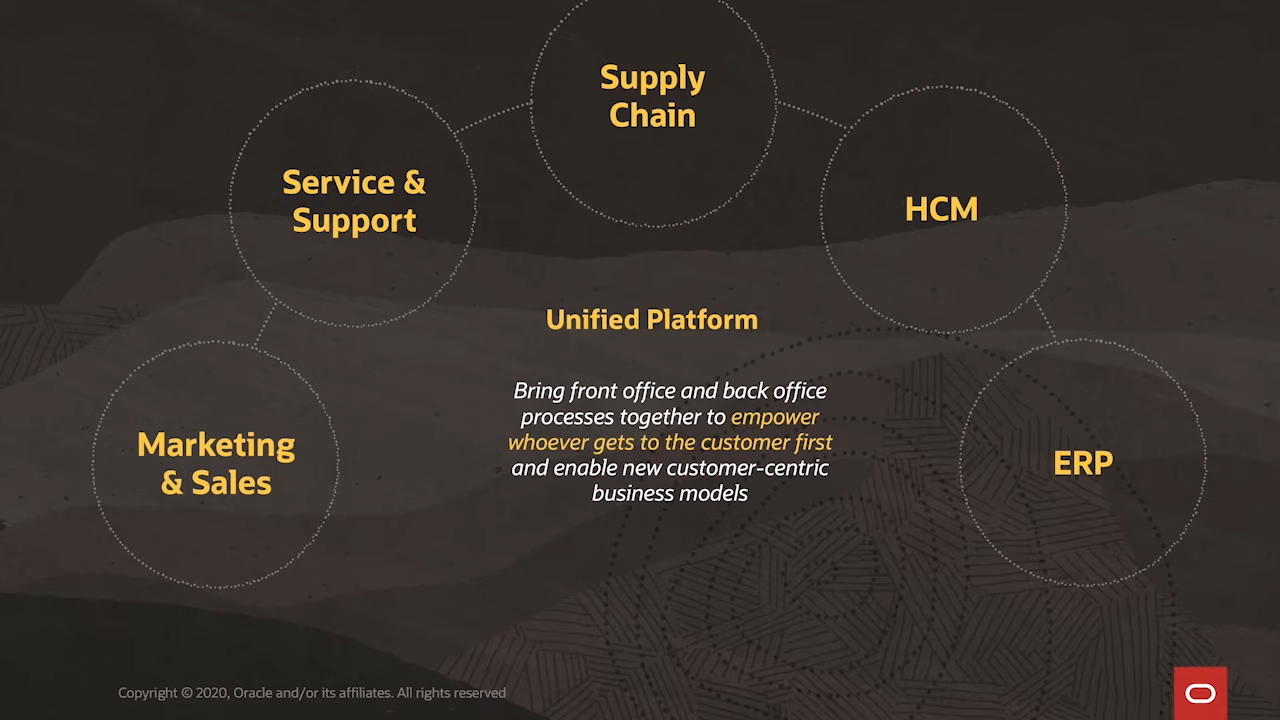 Supply
Chain
Service &
Support
HCM
Unified Platform
Bring front office and back office
processes together to empower
whoever gets to the customer first
and enable new customer-centric
business models
Marketing
& Sales
ERP
Copyright © 2020, Oracle and/or its affiliates. All rights reserved